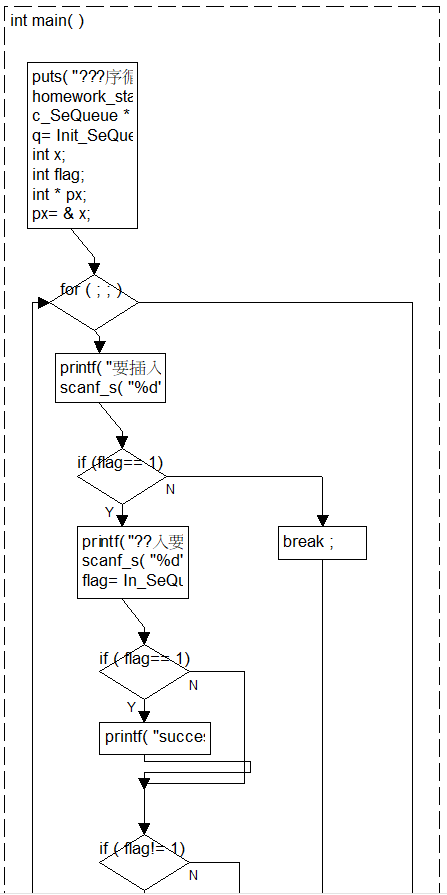 int main( )
puts( "???序循
homework_sta
c_SeQueue *
q= Init_SeQue
int x;
int flag;
int * px;
px= & x;
for ( ; ; )
printf( "要插入
scanf_s( "%d"
if (flag== 1)
N
Y
printf( "??入要
scanf_s( "%d"
flag= In_SeQu
break ;
if ( flag== 1)
N
Y
printf( "succes
if ( flag!= 1)
N